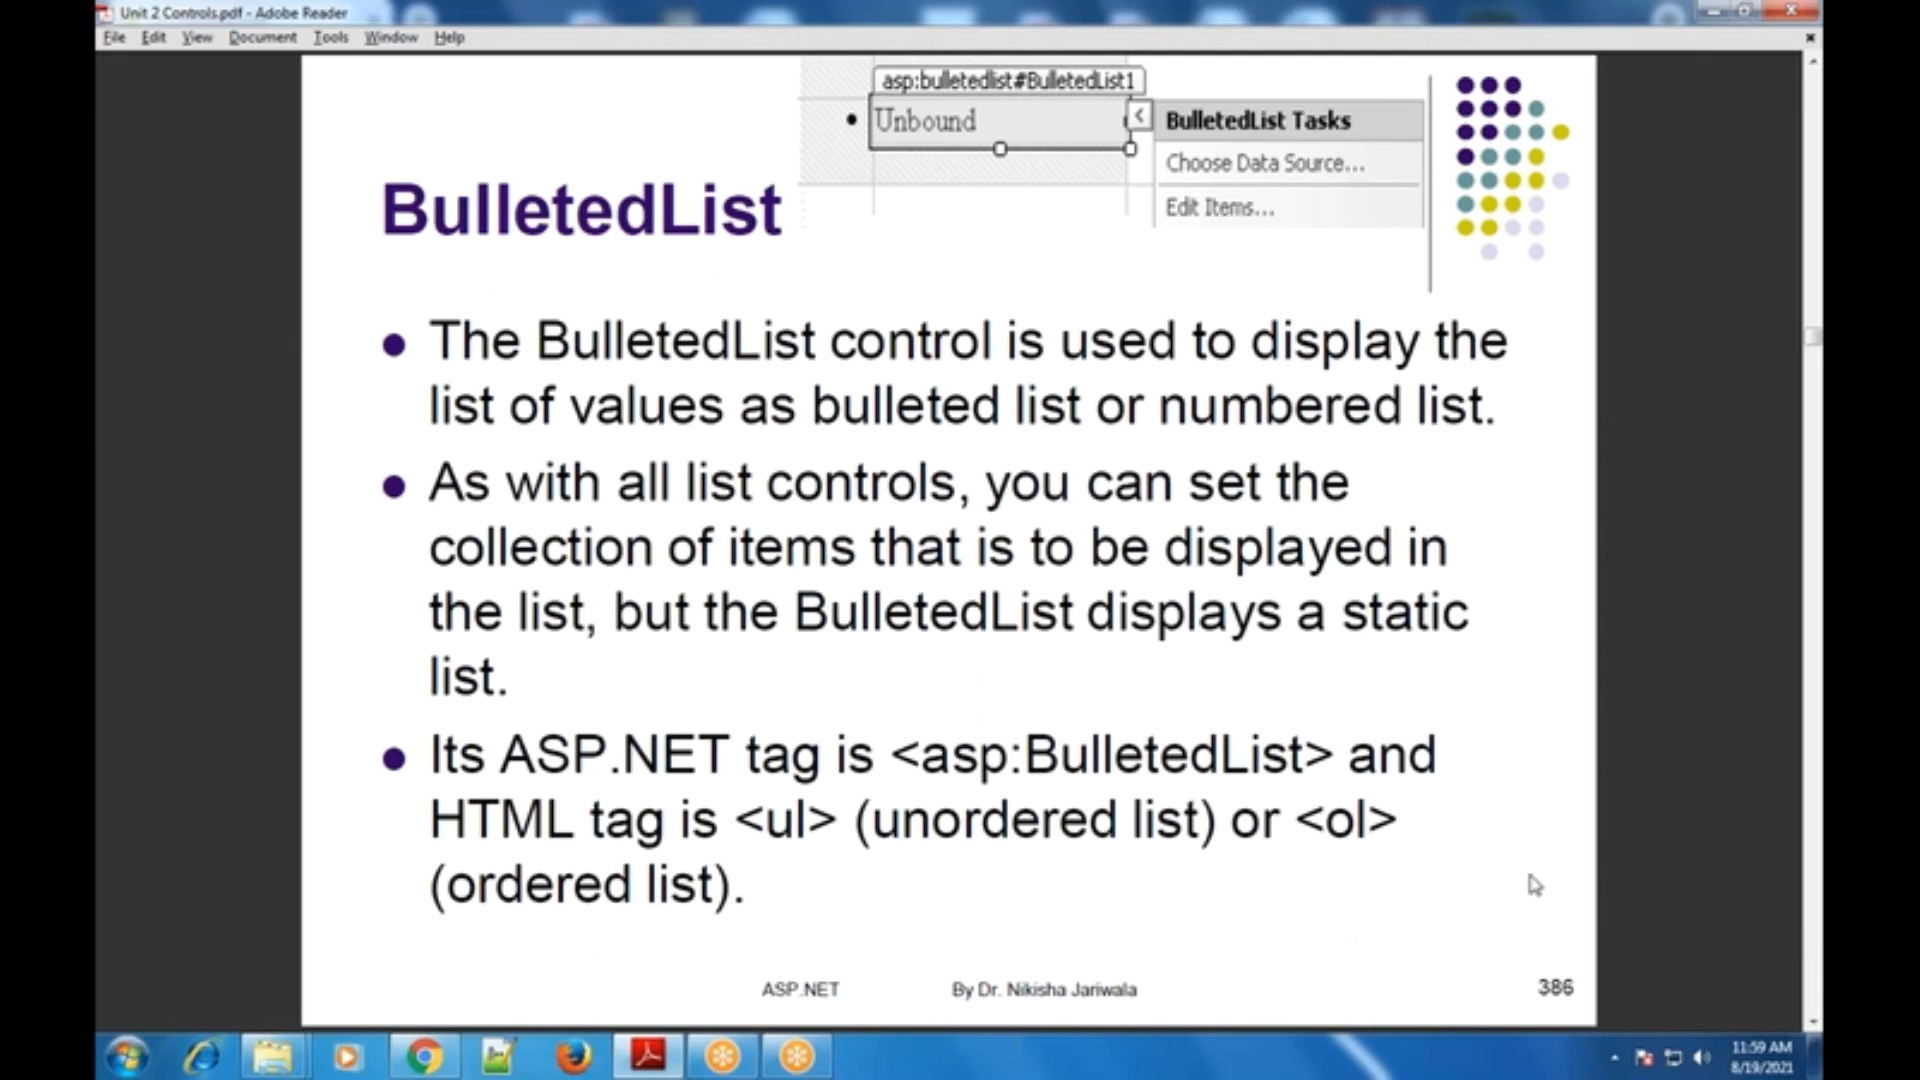 Unit 2 Controls.pdf - Adobe Reader
File Edit View Document Tools Window Help
asp:bulletedlist#BulletedList1
• Unbound
BulletedList Tasks
Choose Data Source...
Edit Items...
BulletedList
● The BulletedList control is used to display the
list of values as bulleted list or numbered list.
● As with all list controls, you can set the
collection of items that is to be displayed in
the list, but the BulletedList displays a static
list.
● Its ASP.NET tag is <asp:BulletedList> and
HTML tag is <ul> (unordered list) or <ol>
(ordered list).
ASP.NET By Dr. Nikisha Jariwala 386
11:59 AM
8/19/2021